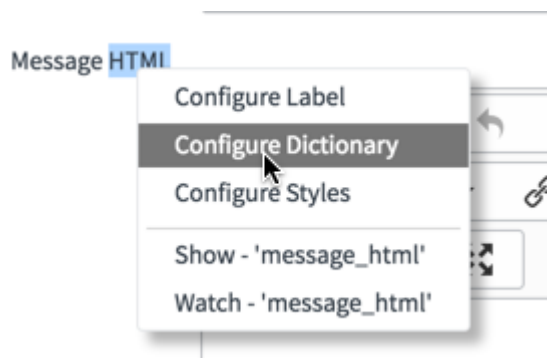 Message HTML
Configure Label
Configure Dictionary
Configure Styles
Show - 'message_html'
Watch - 'message_html'